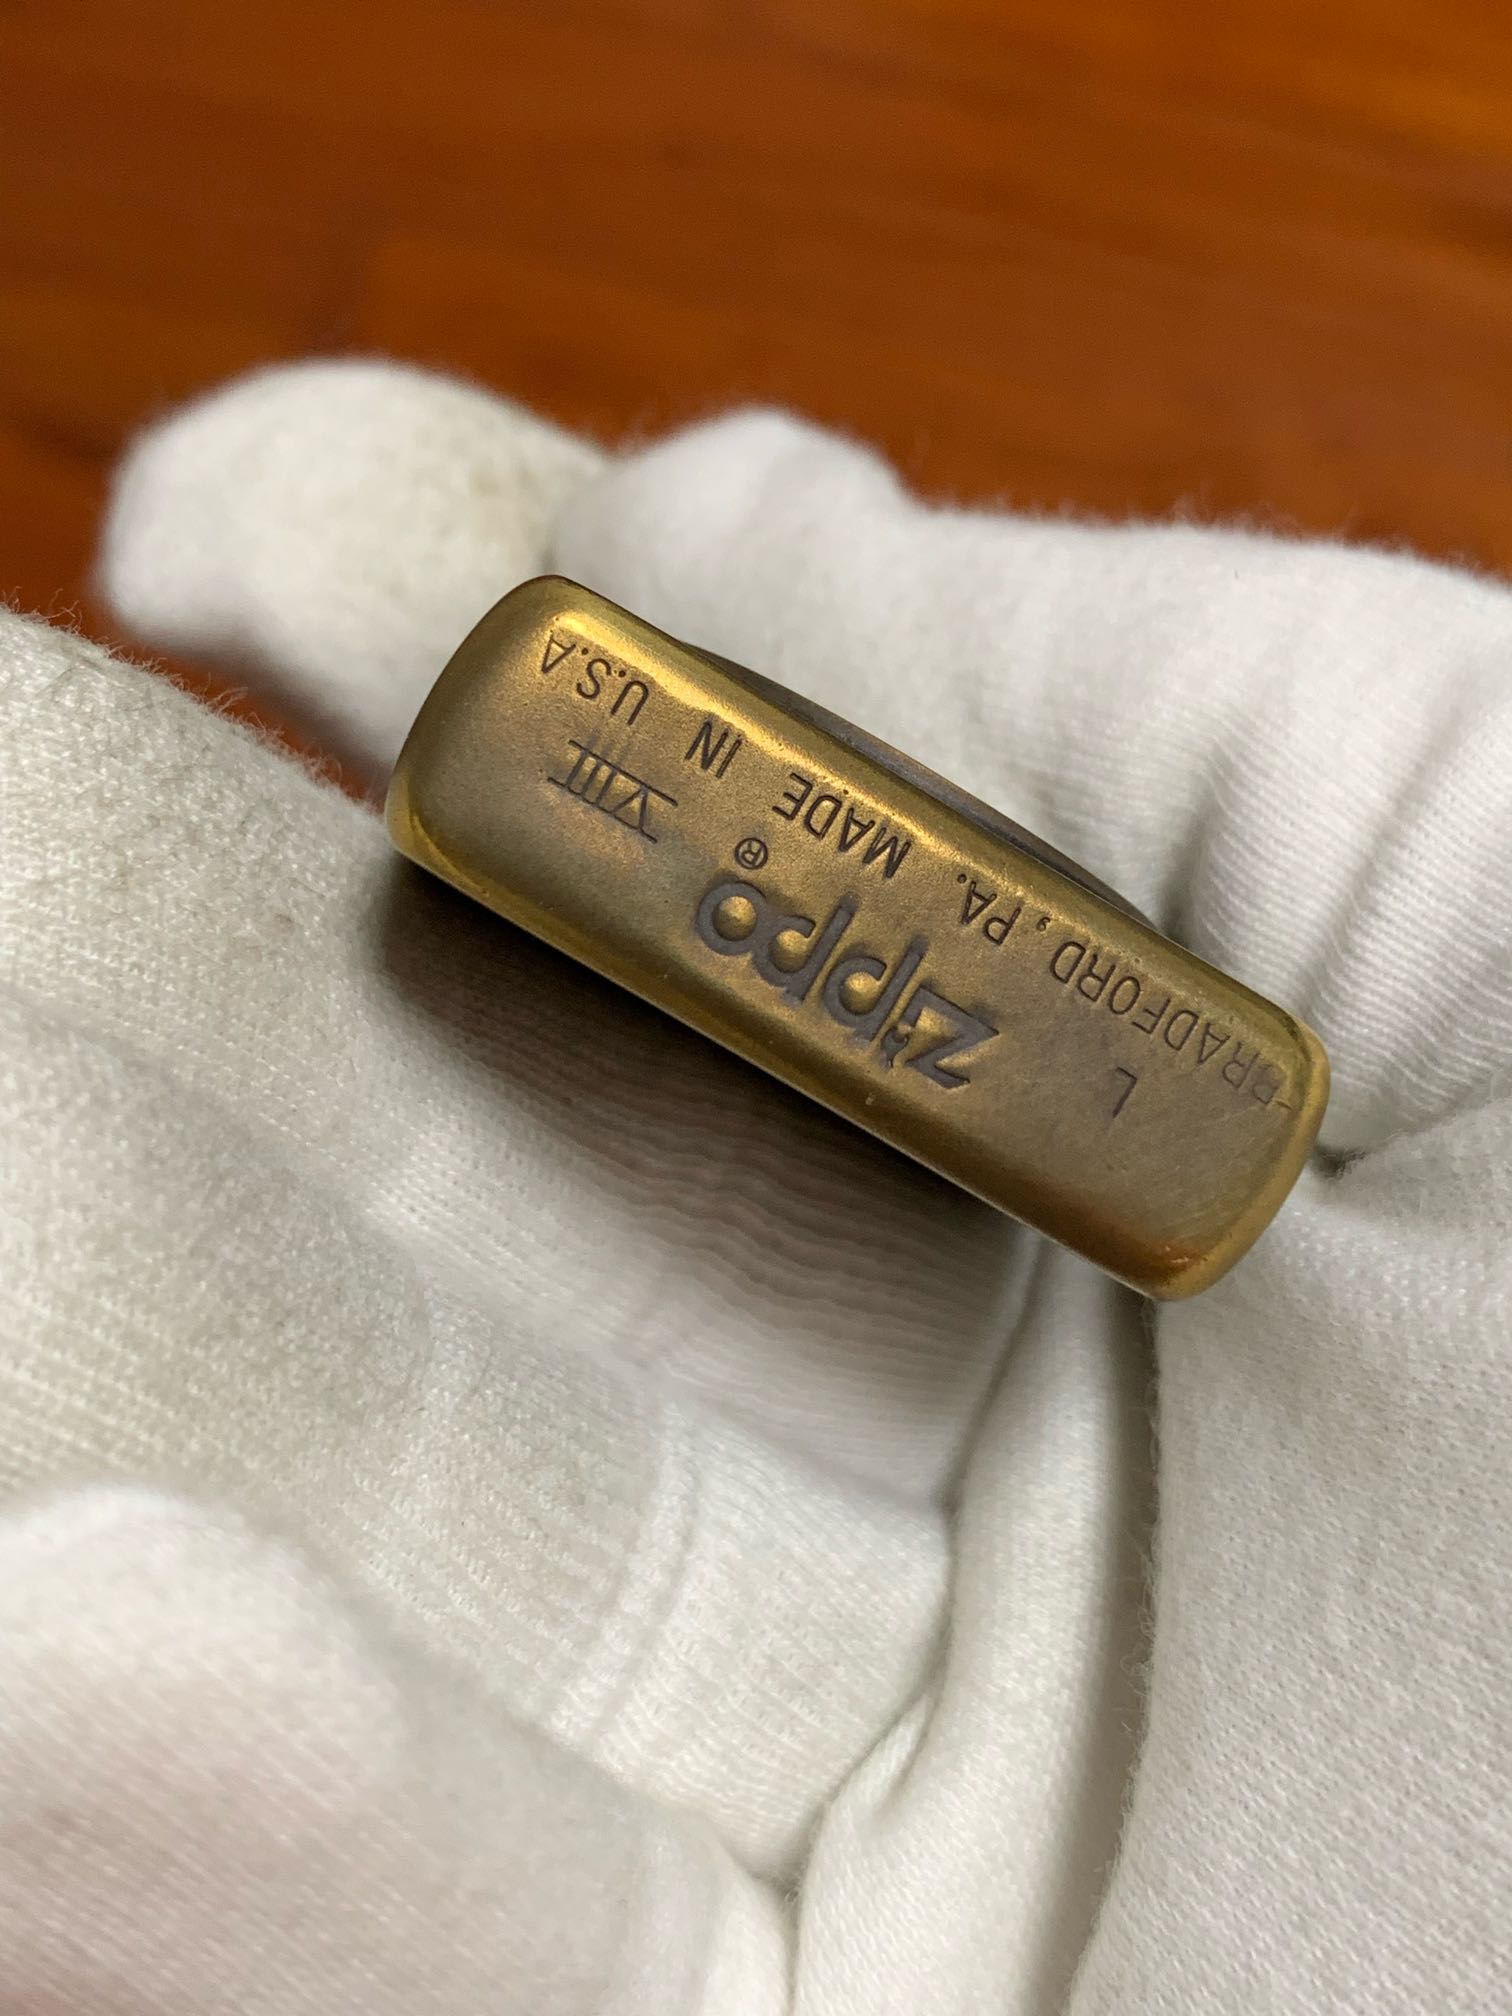 L Zippo ® VIII
BRADFORD, PA. MADE IN U.S.A